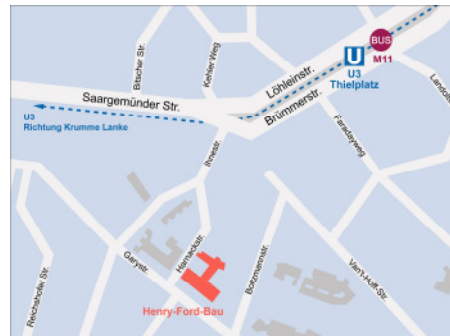 Bitscher Str.
Kehler Weg
BUS
M11
U
U3
Thielplatz
Löhleinstr.
Brümmerstr.
Saargemünder Str.
U3
Richtung Krumme Lanke
Faradayweg
Ihnestr.
Harnackstr.
Garystr.
Boltzmannstr.
Van't-Hoff-Str.
Reichshofer Str.
Henry-Ford-Bau